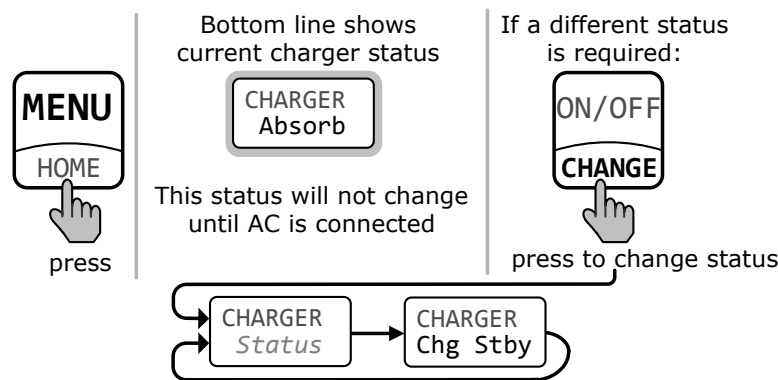 MENU
HOME
press
Bottom line shows
current charger status
CHARGER
Absorb
This status will not change
until AC is connected
If a different status
is required:
ON/OFF
CHANGE
press to change status
CHARGER
Status
CHARGER
Chg Stby